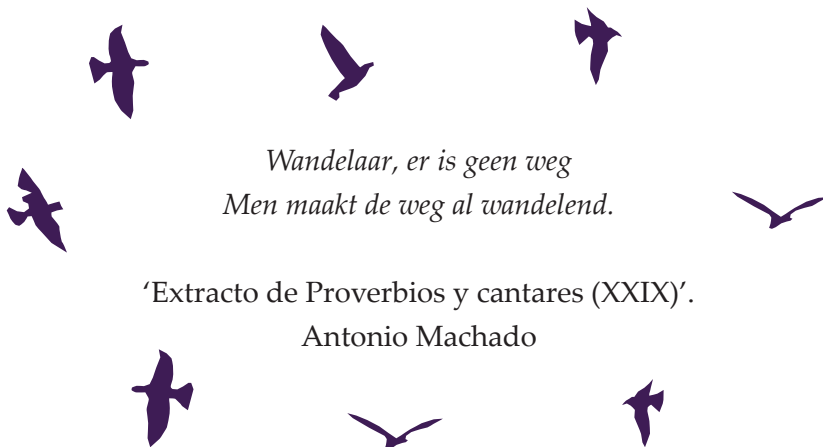 Wandelaar, er is geen weg
Men maakt de weg al wandelend.
‘Extracto de Proverbios y cantares (XXIX)’.
Antonio Machado